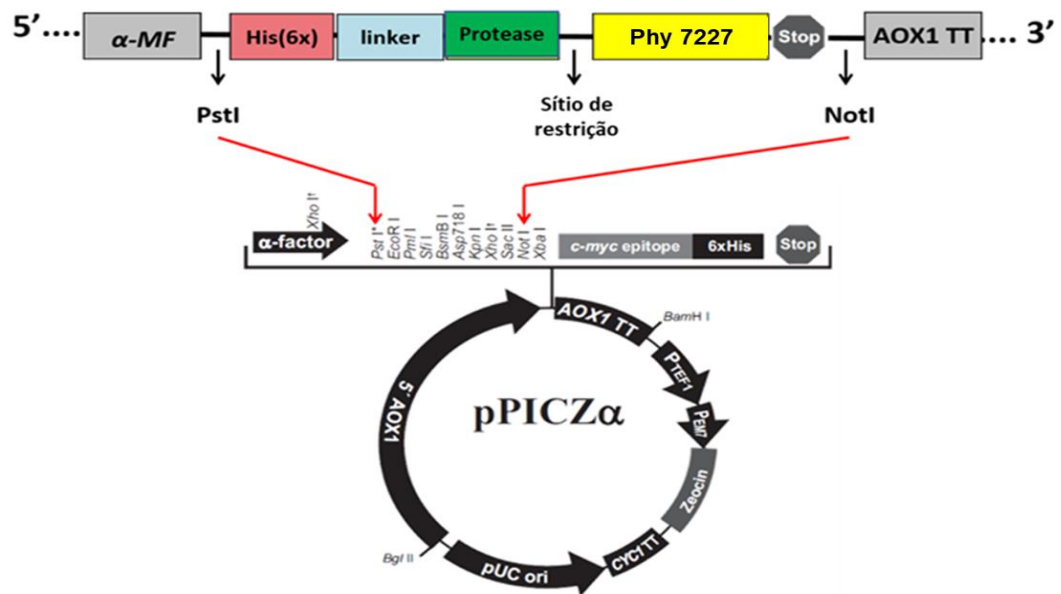 5’.... α-MF His(6x) linker Protease Phy 7227 Stop AOX1 TT .... 3’
PstI
Sítio de
restrição
NotI
α-factor
Xho I†
Pst I*
EcoR I
Pml I
Sfi I
BsmB I
Asp718 I
Kpn I
Xho I†
Sac II
Not I
Xba I
c-myc epitope 6xHis Stop
AOX1 TT
BamH I
5´ AOX1
PTEF1
PEM7
pPICZα
Zeocin
Bgl II
pUC ori
CYC1 TT